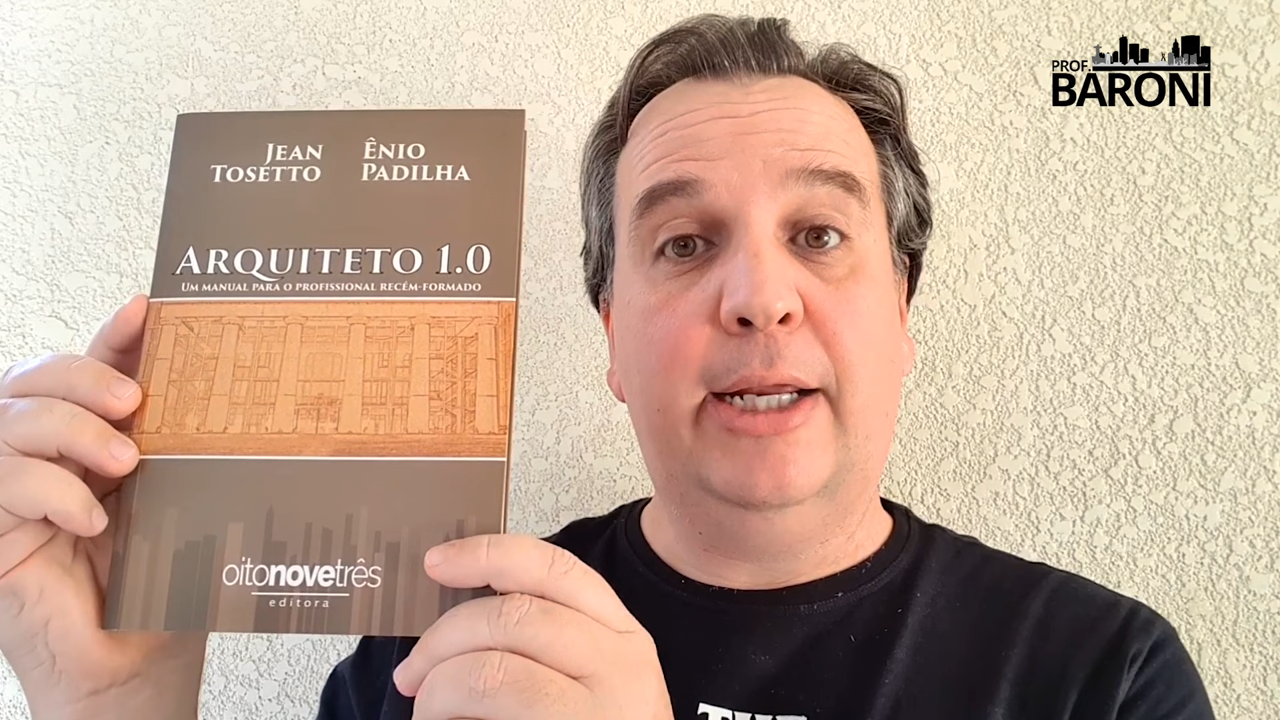 JEAN
TOSETTO
ÊNIO
PADILHA
ARQUITETO 1.0
UM MANUAL PARA O PROFISSIONAL RECÉM-FORMADO
oitonovetrês
editora
PROF.
BARONI